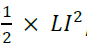 ½ × LI²,